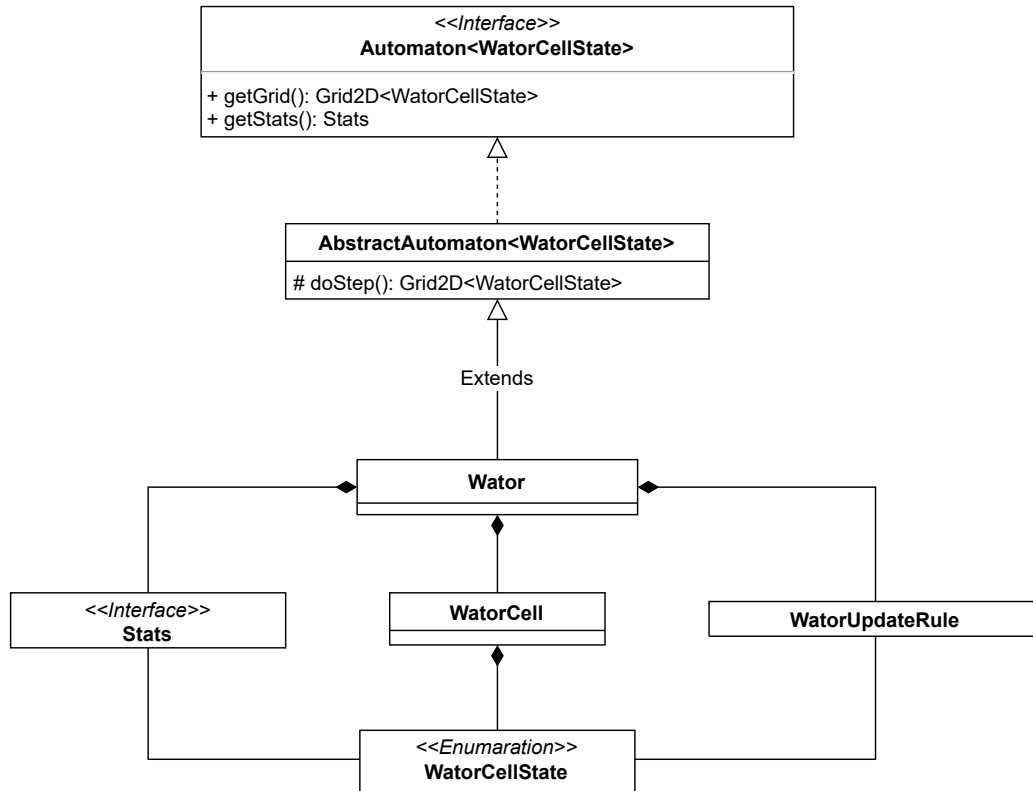 <<Interface>>
Automaton<WatorCellState>
+ getGrid(): Grid2D<WatorCellState>
+ getStats(): Stats
AbstractAutomaton<WatorCellState>
# doStep(): Grid2D<WatorCellState>
Extends
Wator
<<Interface>>
Stats
WatorCell
WatorUpdateRule
<<Enumaration>>
WatorCellState